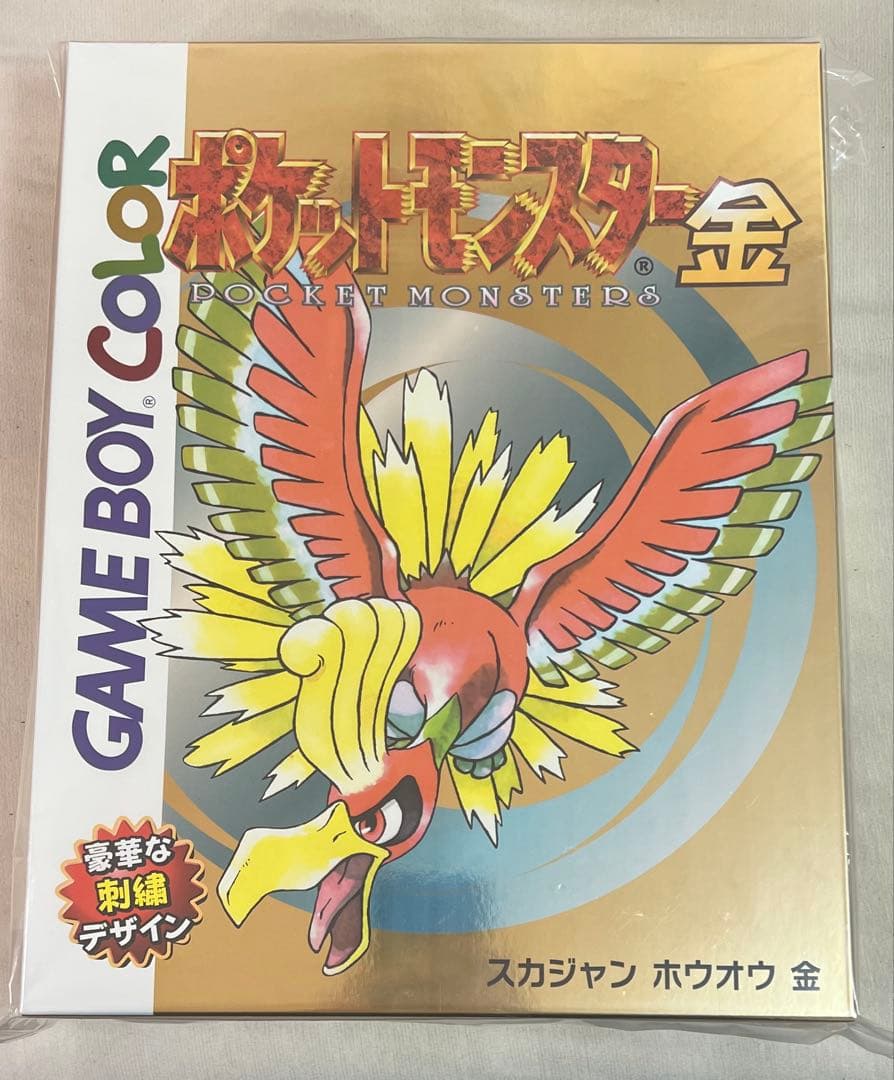 GAME BOY COLOR
®
ポケットモンスター金
®
POCKET MONSTERS
豪華な
刺繍
デザイン
スカジャン ホウオウ 金